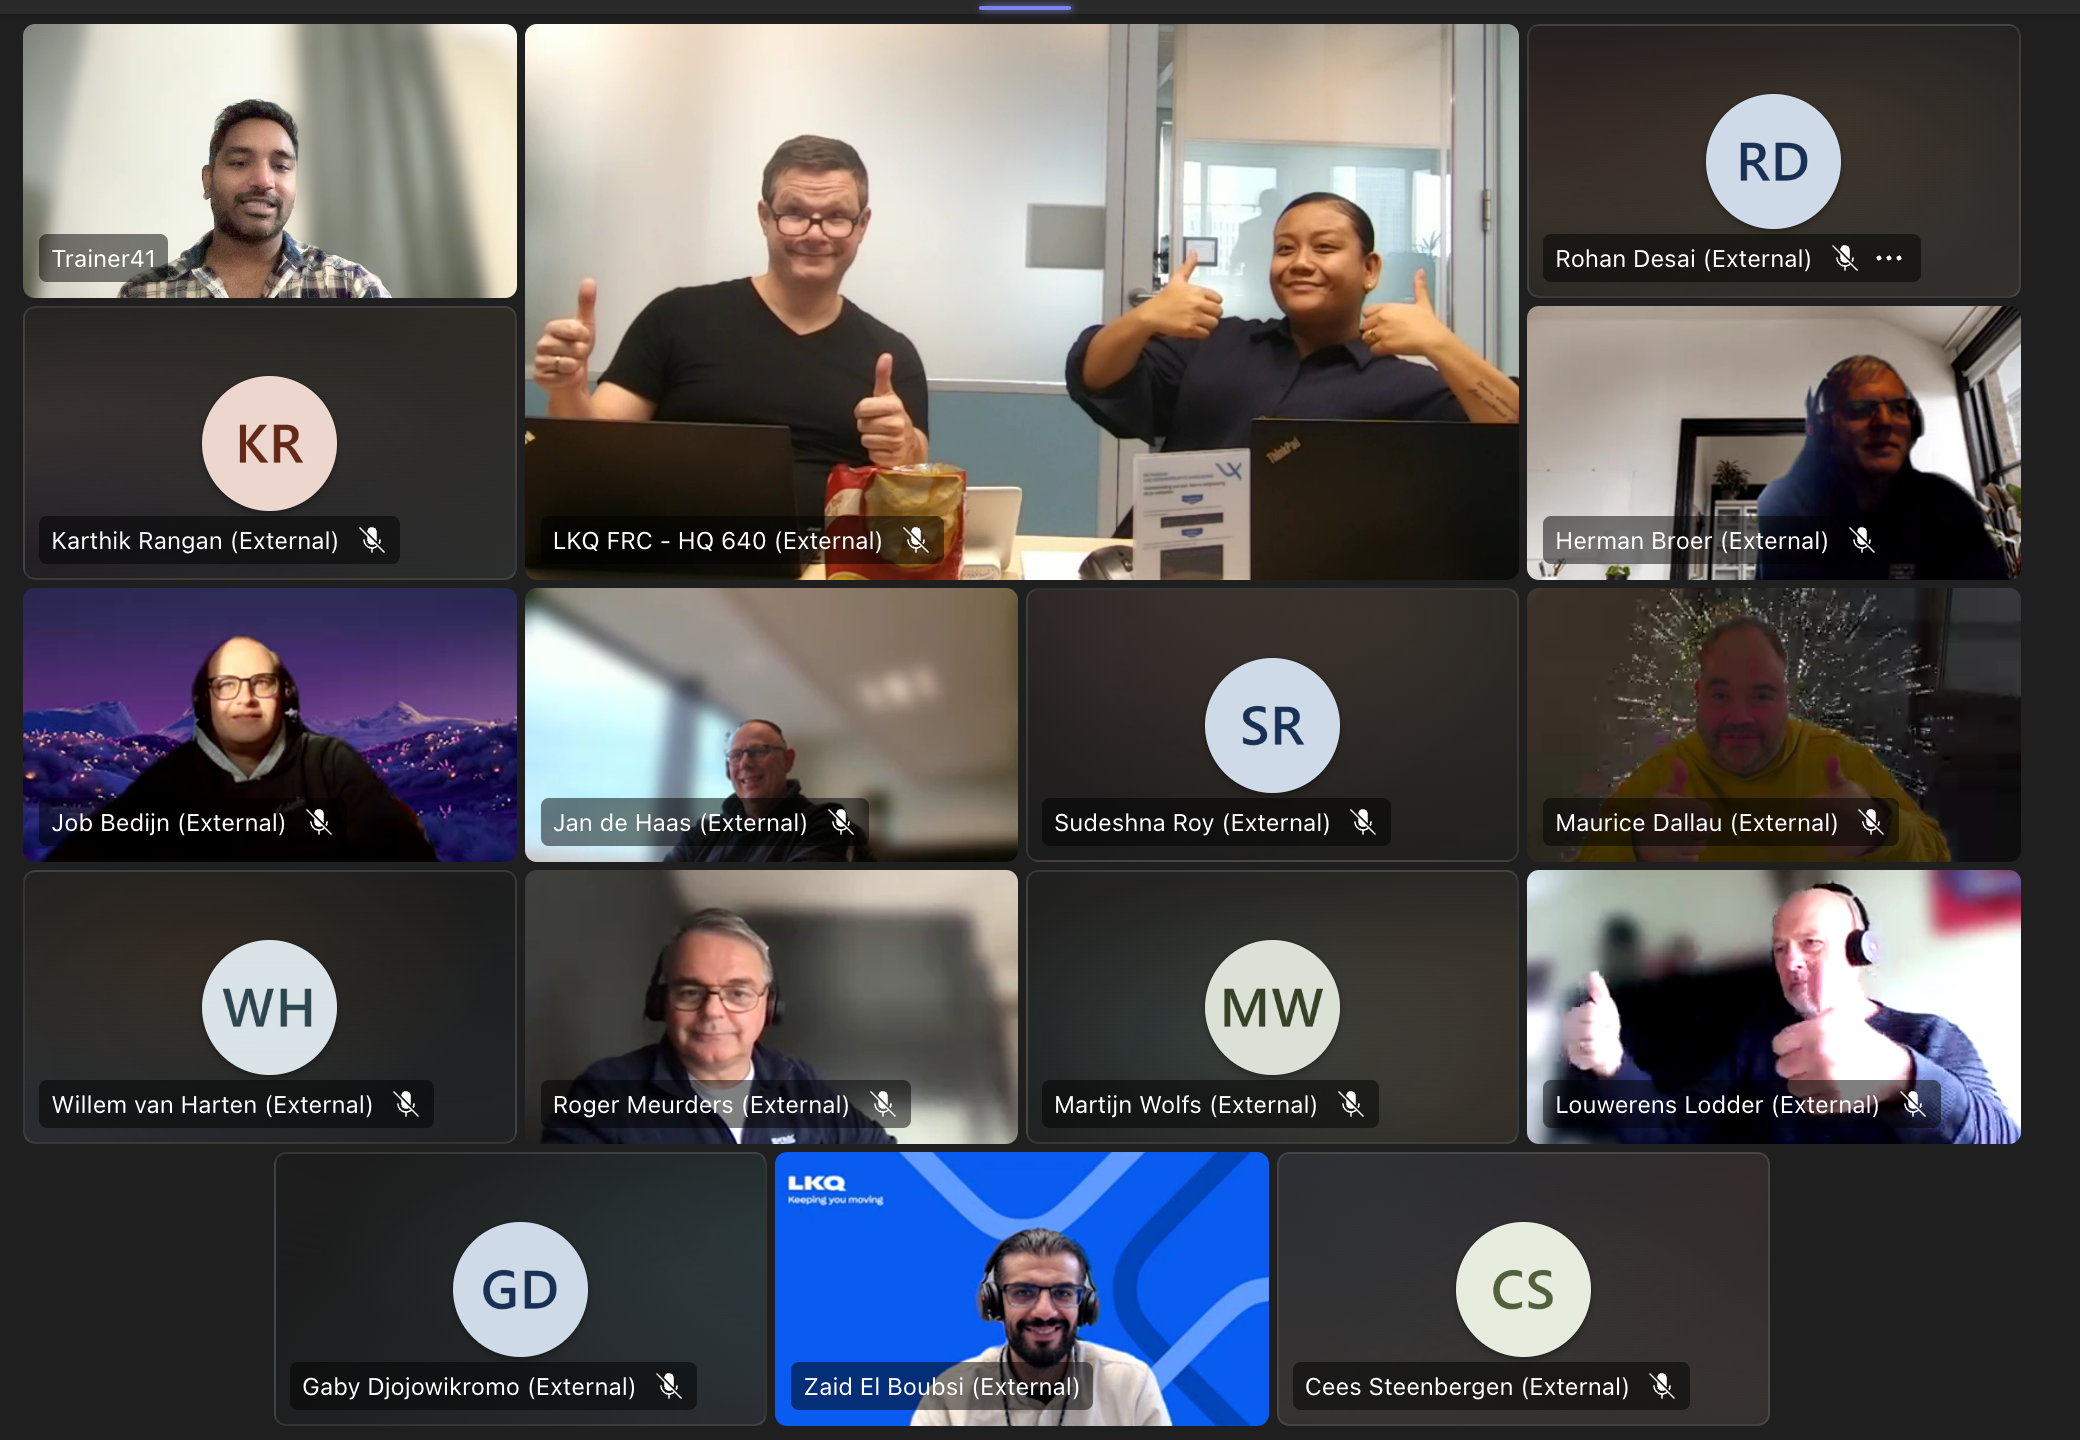 Trainer41
LKQ FRC - HQ 640 (External)
ThinkPad
RD
Rohan Desai (External)
KR
Karthik Rangan (External)
Herman Broer (External)
Job Bedijn (External)
Jan de Haas (External)
SR
Sudeshna Roy (External)
Maurice Dallau (External)
WH
Willem van Harten (External)
Roger Meurders (External)
MW
Martijn Wolfs (External)
Louwerens Lodder (External)
GD
Gaby Djojowikromo (External)
LKQ
Keeping you moving
Zaid El Boubsi (External)
CS
Cees Steenbergen (External)